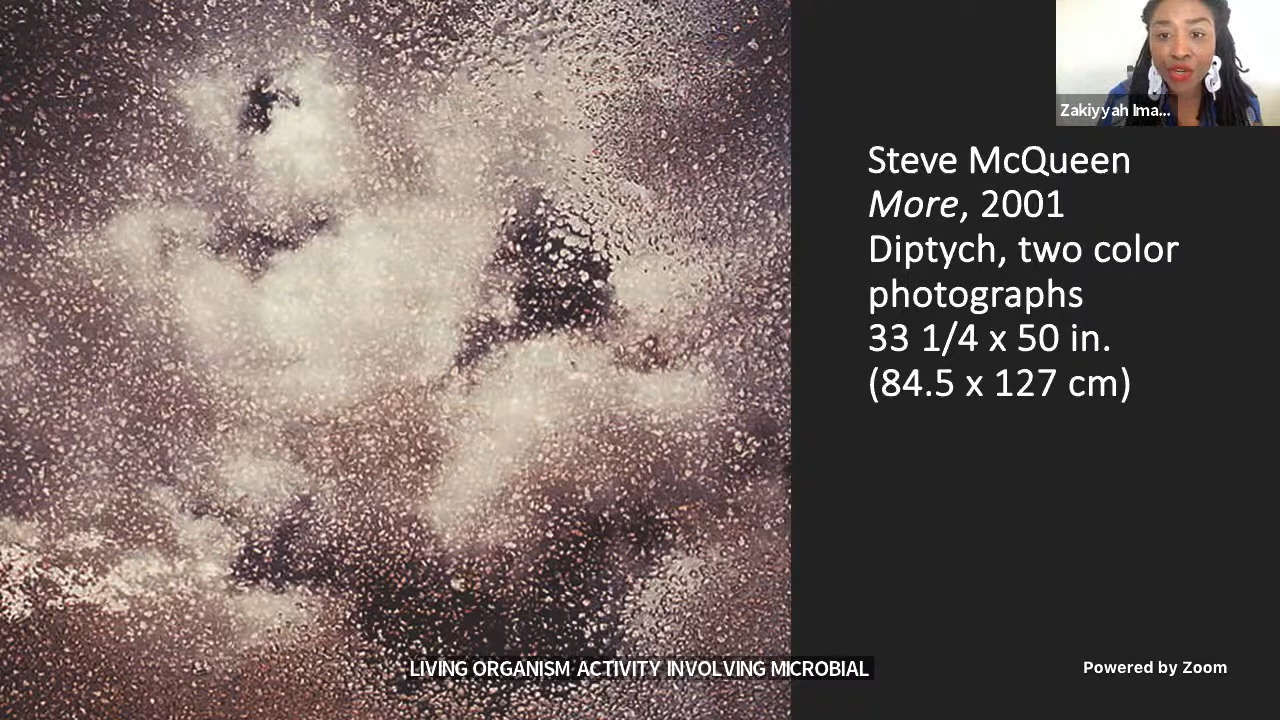 Zakiyyah Ima...
Steve McQueen
More, 2001
Diptych, two color
photographs
33 1/4 x 50 in.
(84.5 x 127 cm)
LIVING ORGANISM ACTIVITY INVOLVING MICROBIAL
Powered by Zoom